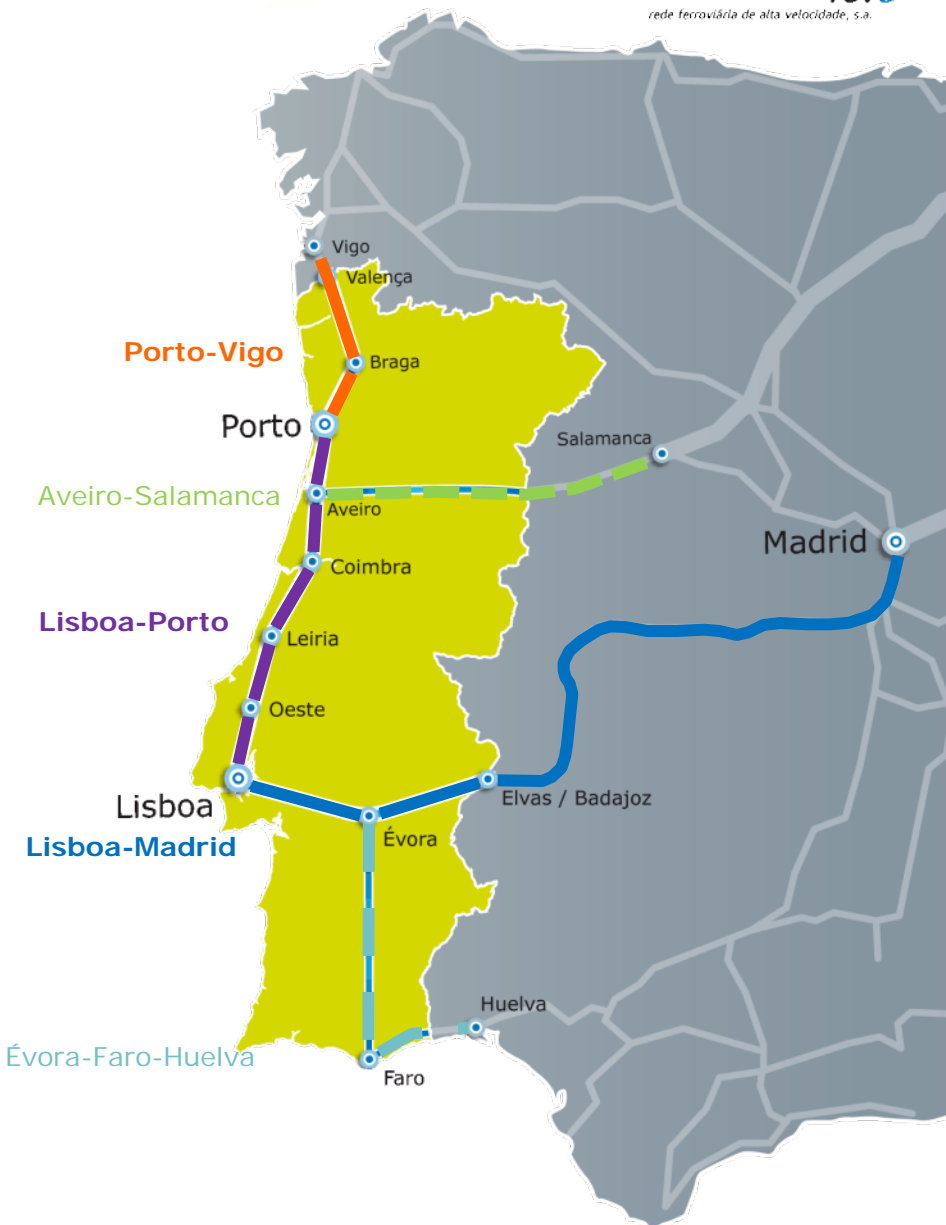 rede ferroviária de alta velocidade, s.a.
Vigo
Valença
Porto-Vigo
Braga
Porto
Salamanca
Aveiro-Salamanca
Aveiro
Madrid
Coimbra
Lisboa-Porto
Leiria
Oeste
Lisboa
Elvas / Badajoz
Lisboa-Madrid
Évora
Huelva
Évora-Faro-Huelva
Faro